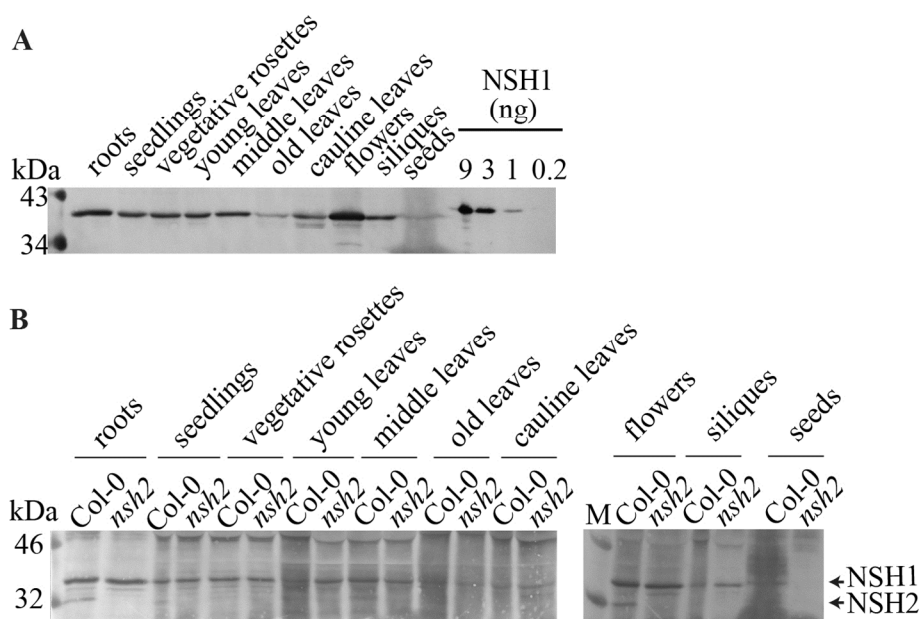 A
roots
seedlings
vegetative rosettes
young leaves
middle leaves
old leaves
cauline leaves
flowers
siliques
seeds
NSH1
(ng)
kDa
9 3 1 0.2
43
34
B
roots
seedlings
vegetative rosettes
young leaves
middle leaves
old leaves
cauline leaves
flowers
siliques
seeds
kDa
Col-0 nsh2 Col-0 nsh2 Col-0 nsh2 Col-0 nsh2 Col-0 nsh2 Col-0 nsh2 Col-0 nsh2
M Col-0 nsh2 Col-0 nsh2 Col-0 nsh2
46
32
NSH1
NSH2